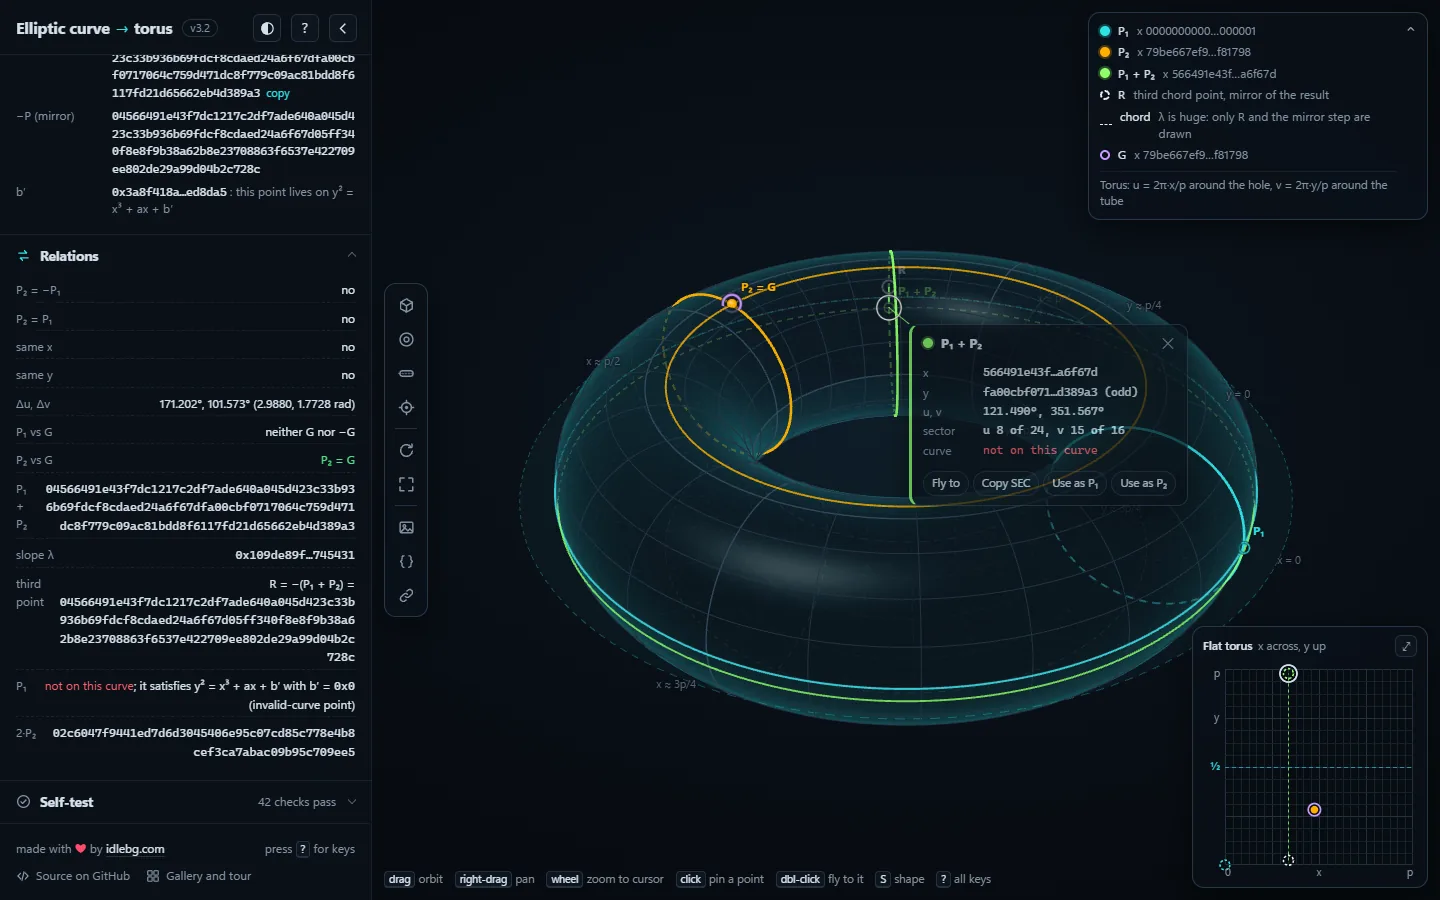 Elliptic curve → torus v3.2
?
23c33b936b69fdcf8cdaed24a6f67dfa00cb
f0717064c759d471dc8f779c09ac81bdd8f6
117fd21d65662eb4d389a3 copy
−P (mirror) 04566491e43f7dc1217c2df7ade640a045d4
23c33b936b69fdcf8cdaed24a6f67d05ff34
0f8e8f9b38a62b8e23708863f6537e422709
ee802de29a99d04b2c728c
b′ 0x3a8f418a…ed8da5 : this point lives on y² =
x³ + ax + b′
Relations
P₂ = −P₁ no
P₂ = P₁ no
same x no
same y no
Δu, Δv 171.202°, 101.573° (2.9880, 1.7728 rad)
P₁ vs G neither G nor −G
P₂ vs G P₂ = G
P₁ 04566491e43f7dc1217c2df7ade640a045d423c33b93
+ 6b69fdcf8cdaed24a6f67dfa00cbf0717064c759d471
P₂ dc8f779c09ac81bdd8f6117fd21d65662eb4d389a3
slope λ 0x109de89f…745431
third R = −(P₁ + P₂) =
point 04566491e43f7dc1217c2df7ade640a045d423c33b
936b69fdcf8cdaed24a6f67d05ff340f8e8f9b38a6
2b8e23708863f6537e422709ee802de29a99d04b2c
728c
P₁ not on this curve; it satisfies y² = x³ + ax + b′ with b′ = 0x0
(invalid-curve point)
2·P₂ 02c6047f9441ed7d6d3045406e95c07cd85c778e4b8
cef3ca7abac09b95c709ee5
Self-test 42 checks pass
made with ❤ by idlebg.com press ? for keys
Source on GitHub Gallery and tour
P₁ x 0000000000…000001
P₂ x 79be667ef9…f81798
P₁ + P₂ x 566491e43f…a6f67d
R third chord point, mirror of the result
chord λ is huge: only R and the mirror step are
drawn
G x 79be667ef9…f81798
Torus: u = 2π·x/p around the hole, v = 2π·y/p around the
tube
R
P₂ = G
P₁ + P₂
y ≈ p/4
x ≈ p/2
y = 0
P₁ + P₂
x 566491e43f…a6f67d
y fa00cbf071…d389a3 (odd)
u, v 121.490°, 351.567°
sector u 8 of 24, v 15 of 16
curve not on this curve
Fly to Copy SEC Use as P₁ Use as P₂
P₁
x = 0
x ≈ 3p/4
Flat torus x across, y up
p
y
½
0 x p
drag orbit right-drag pan wheel zoom to cursor click pin a point dbl-click fly to it S shape ? all keys